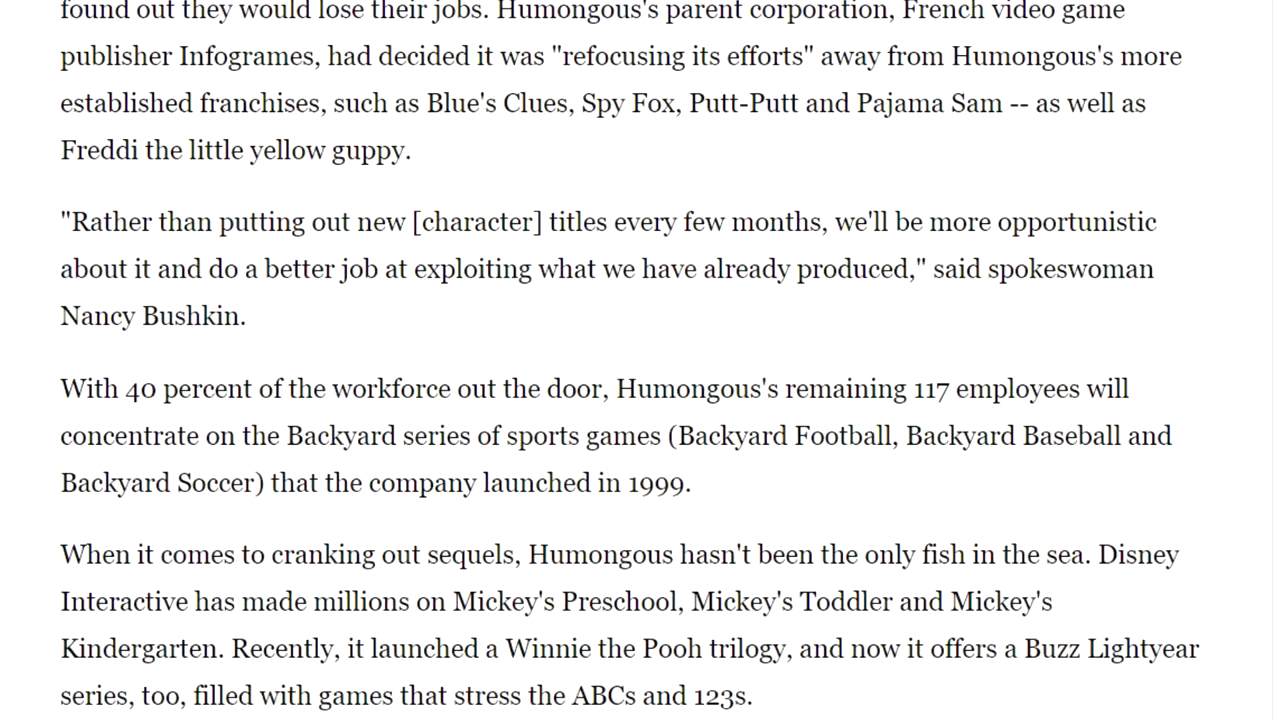 found out they would lose their jobs. Humongous's parent corporation, French video game
publisher Infogrames, had decided it was "refocusing its efforts" away from Humongous's more
established franchises, such as Blue's Clues, Spy Fox, Putt-Putt and Pajama Sam -- as well as
Freddi the little yellow guppy.
"Rather than putting out new [character] titles every few months, we'll be more opportunistic
about it and do a better job at exploiting what we have already produced," said spokeswoman
Nancy Bushkin.
With 40 percent of the workforce out the door, Humongous's remaining 117 employees will
concentrate on the Backyard series of sports games (Backyard Football, Backyard Baseball and
Backyard Soccer) that the company launched in 1999.
When it comes to cranking out sequels, Humongous hasn't been the only fish in the sea. Disney
Interactive has made millions on Mickey's Preschool, Mickey's Toddler and Mickey's
Kindergarten. Recently, it launched a Winnie the Pooh trilogy, and now it offers a Buzz Lightyear
series, too, filled with games that stress the ABCs and 123s.